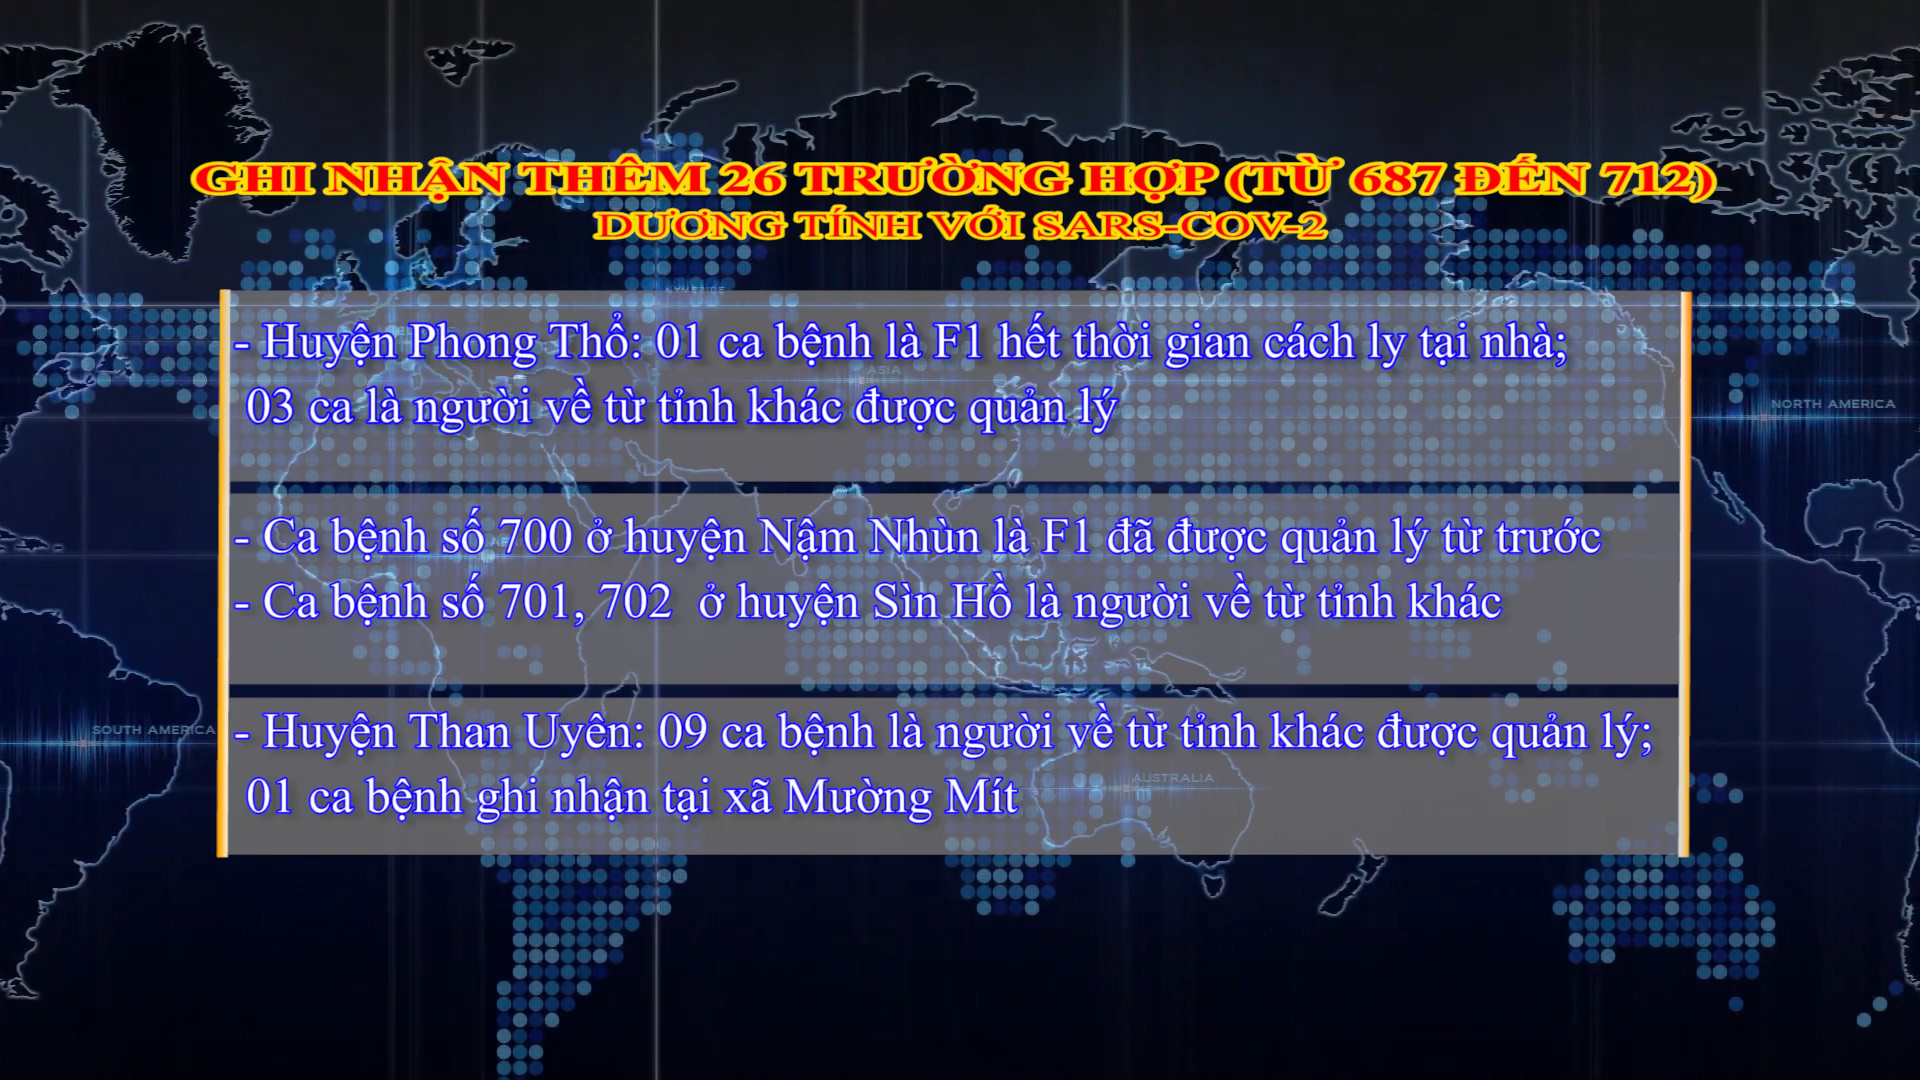 GHI NHẬN THÊM 26 TRƯỜNG HỢP (TỪ 687 ĐẾN 712)
DƯƠNG TÍNH VỚI SARS-COV-2
- Huyện Phong Thổ: 01 ca bệnh là F1 hết thời gian cách ly tại nhà;
03 ca là người về từ tỉnh khác được quản lý
ASIA
NORTH AMERICA
- Ca bệnh số 700 ở huyện Nậm Nhùn là F1 đã được quản lý từ trước
- Ca bệnh số 701, 702 ở huyện Sìn Hồ là người về từ tỉnh khác
SOUTH AMERICA
- Huyện Than Uyên: 09 ca bệnh là người về từ tỉnh khác được quản lý;
AUSTRALIA
01 ca bệnh ghi nhận tại xã Mường Mít